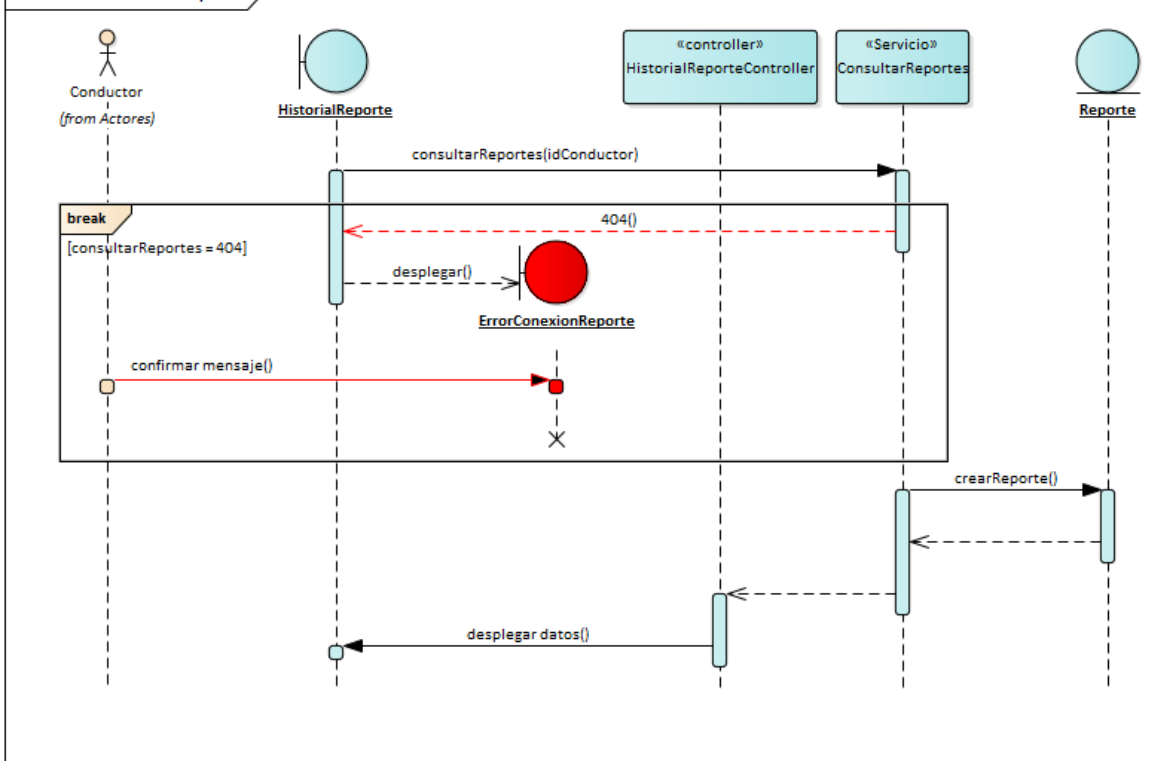 Conductor
(from Actores)
HistorialReporte
«controller»
HistorialReporteController
«Servicio»
ConsultarReportes
Reporte
consultarReportes(idConductor)
break
[consultarReportes = 404]
404()
desplegar()
ErrorConexionReporte
confirmar mensaje()
crearReporte()
desplegar datos()